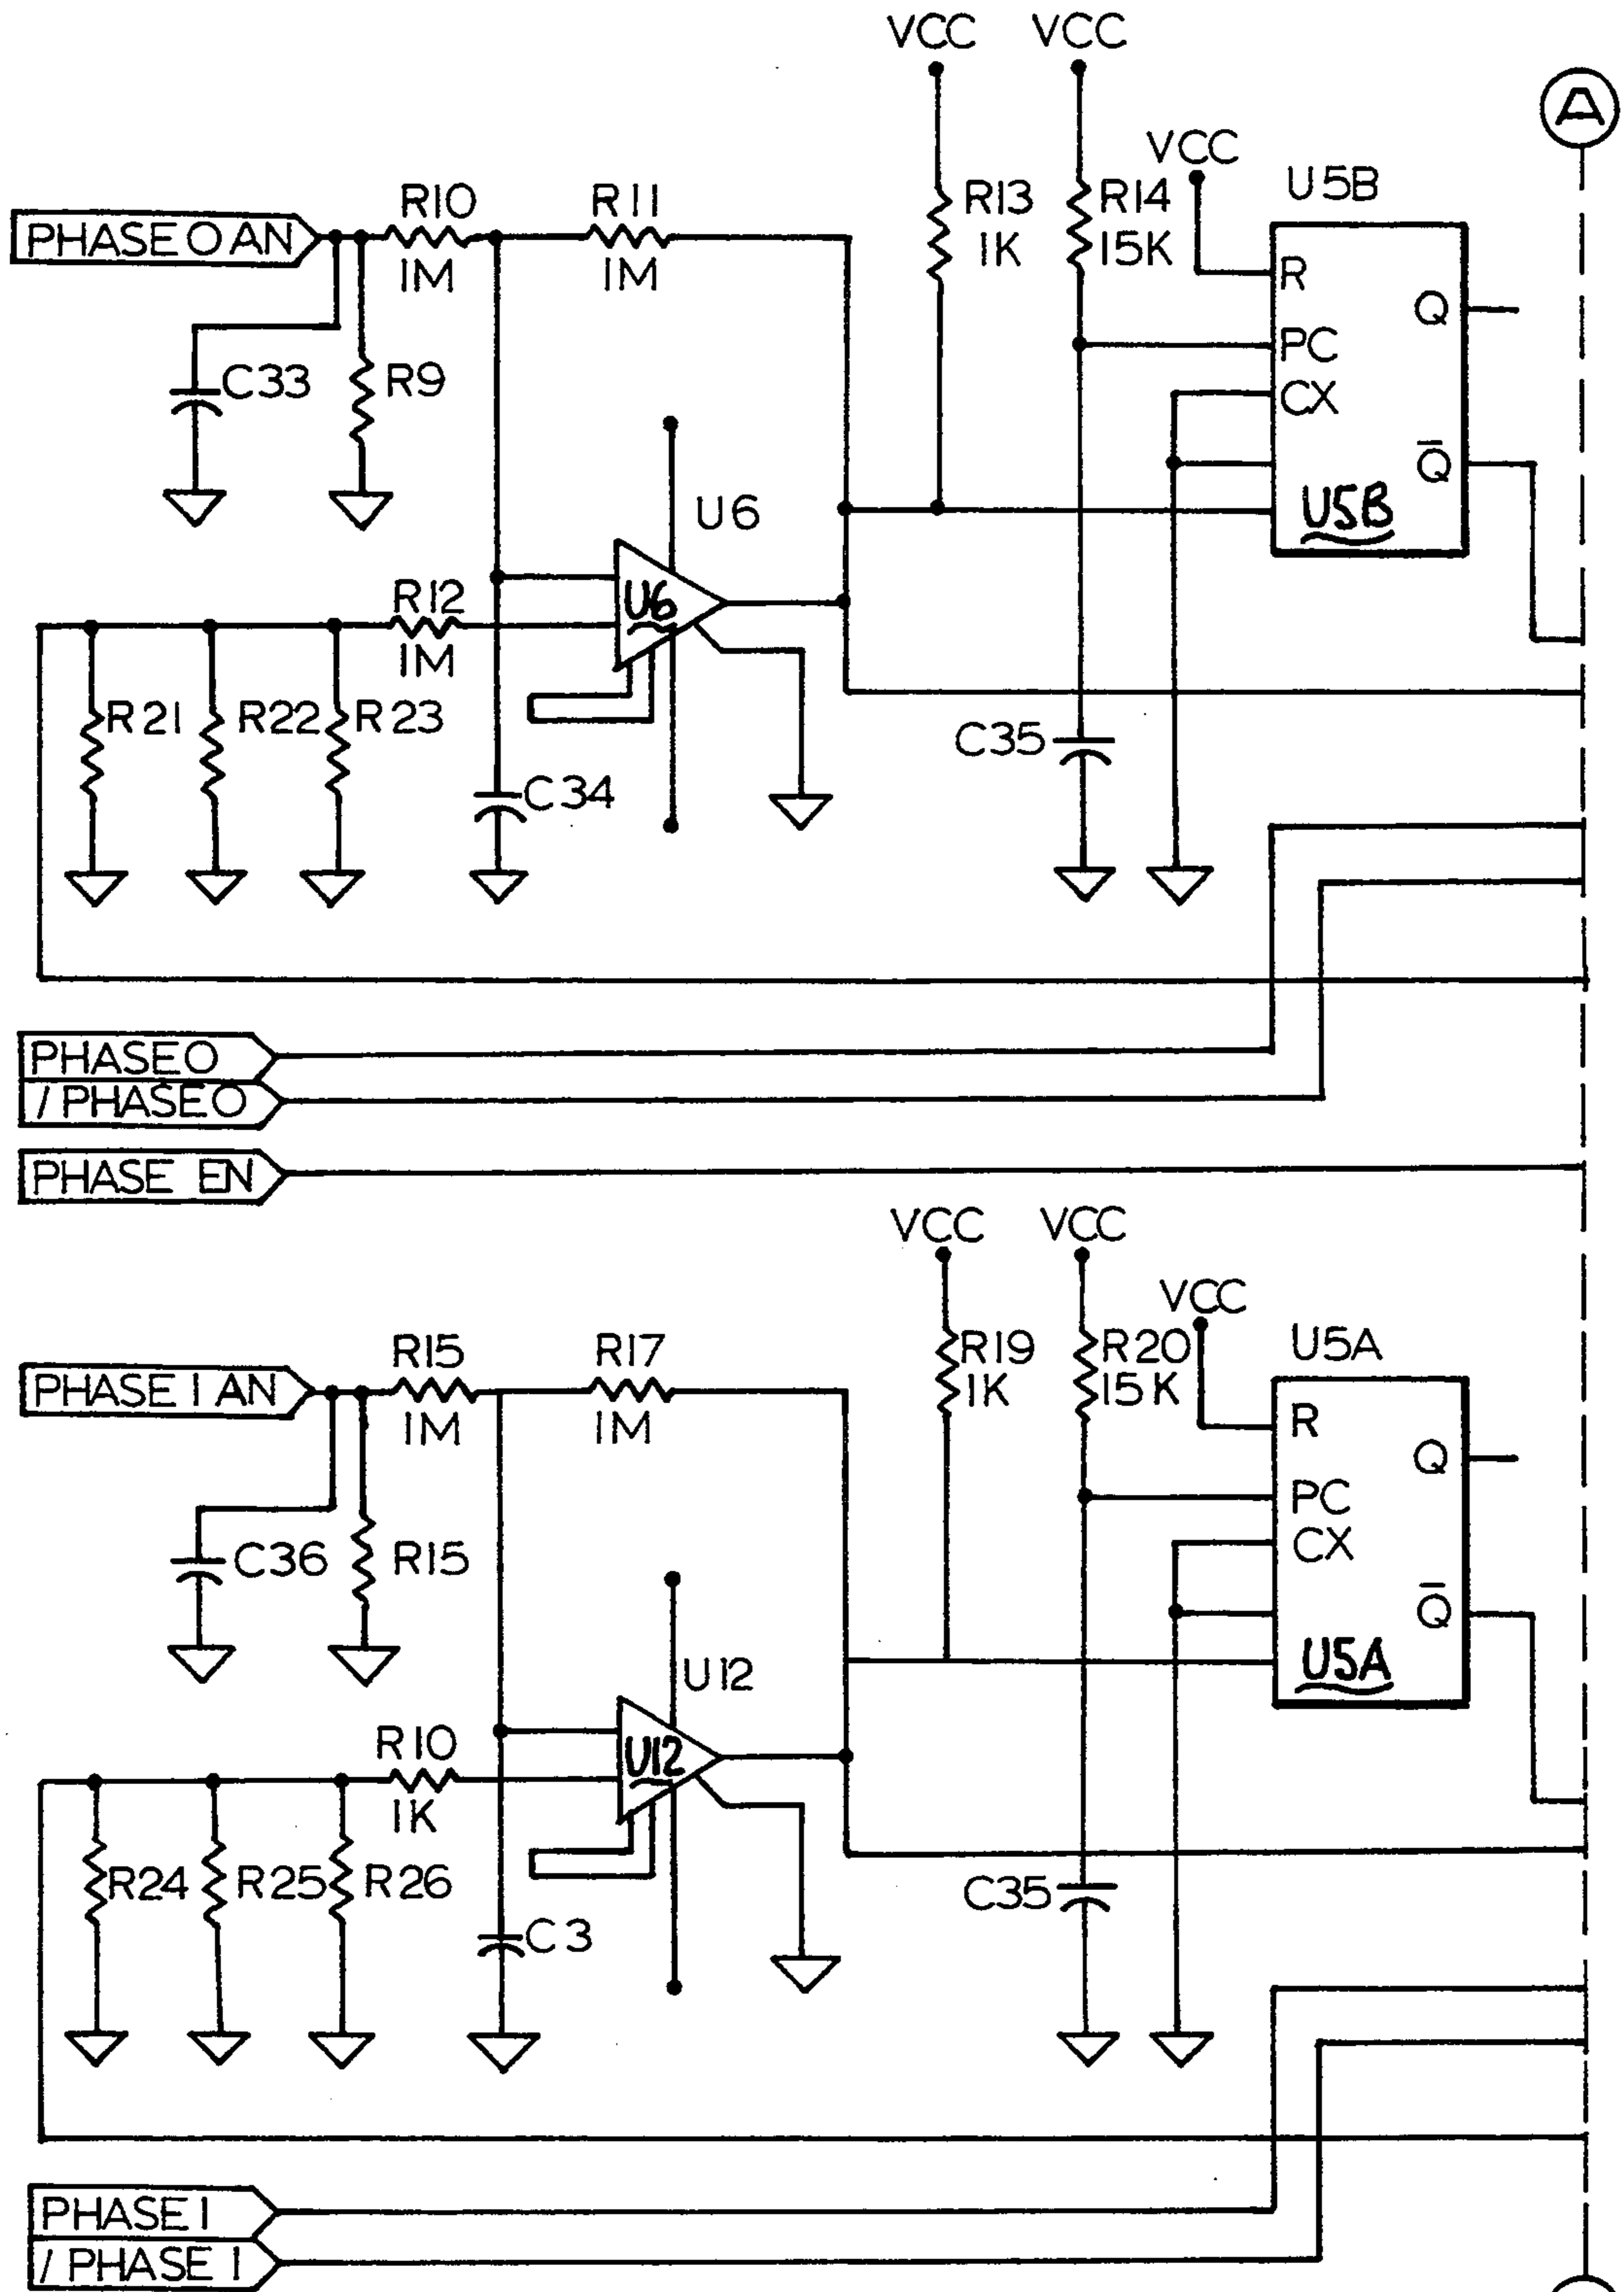 VCC VCC
A
VCC
U5B
R10 R11 R13 R14
PHASE 0 AN
1M 1M 1K 15K
R
Q
PC
C33 R9
CX
Q̅
U6
U5B
R12
U6
1M
R21 R22 R23
C35
C34
PHASE 0
/ PHASE 0
PHASE EN
VCC VCC
VCC
R15 R17 R19 R20 U5A
1K 15K
PHASE 1 AN
1M 1M
R
Q
PC
CX
C36 R15
Q̅
U12
U5A
R10
U12
1K
R24 R25 R26 C35
C3
PHASE 1
/ PHASE 1